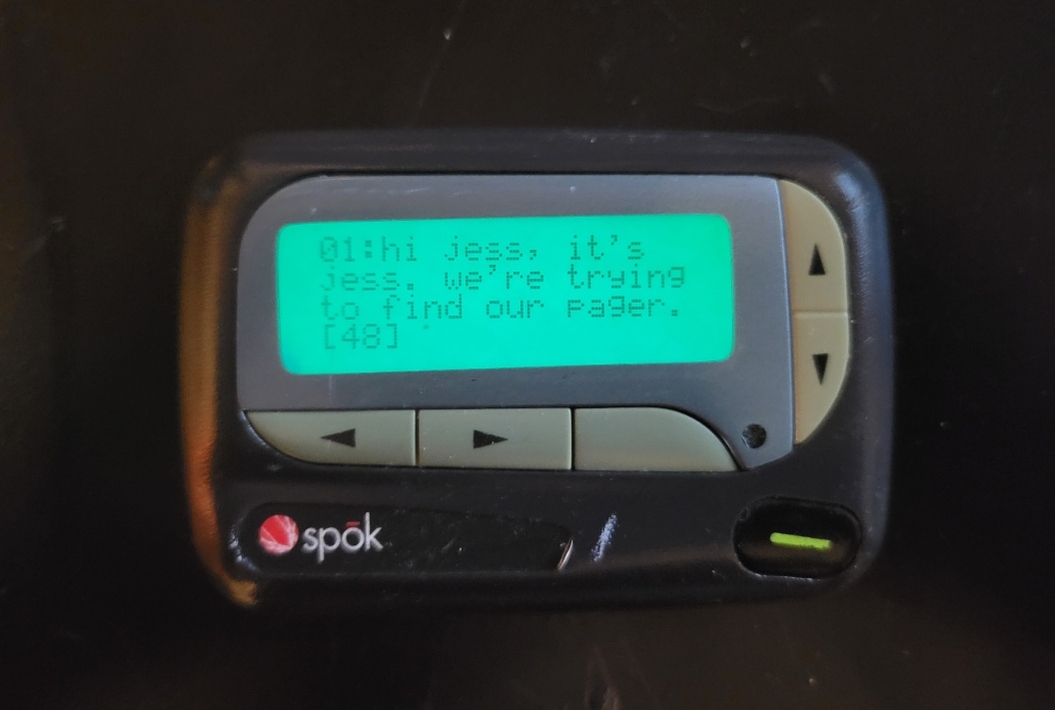 01:hi jess, it's
jess. we're trying
to find our pager.
[48]
spōk